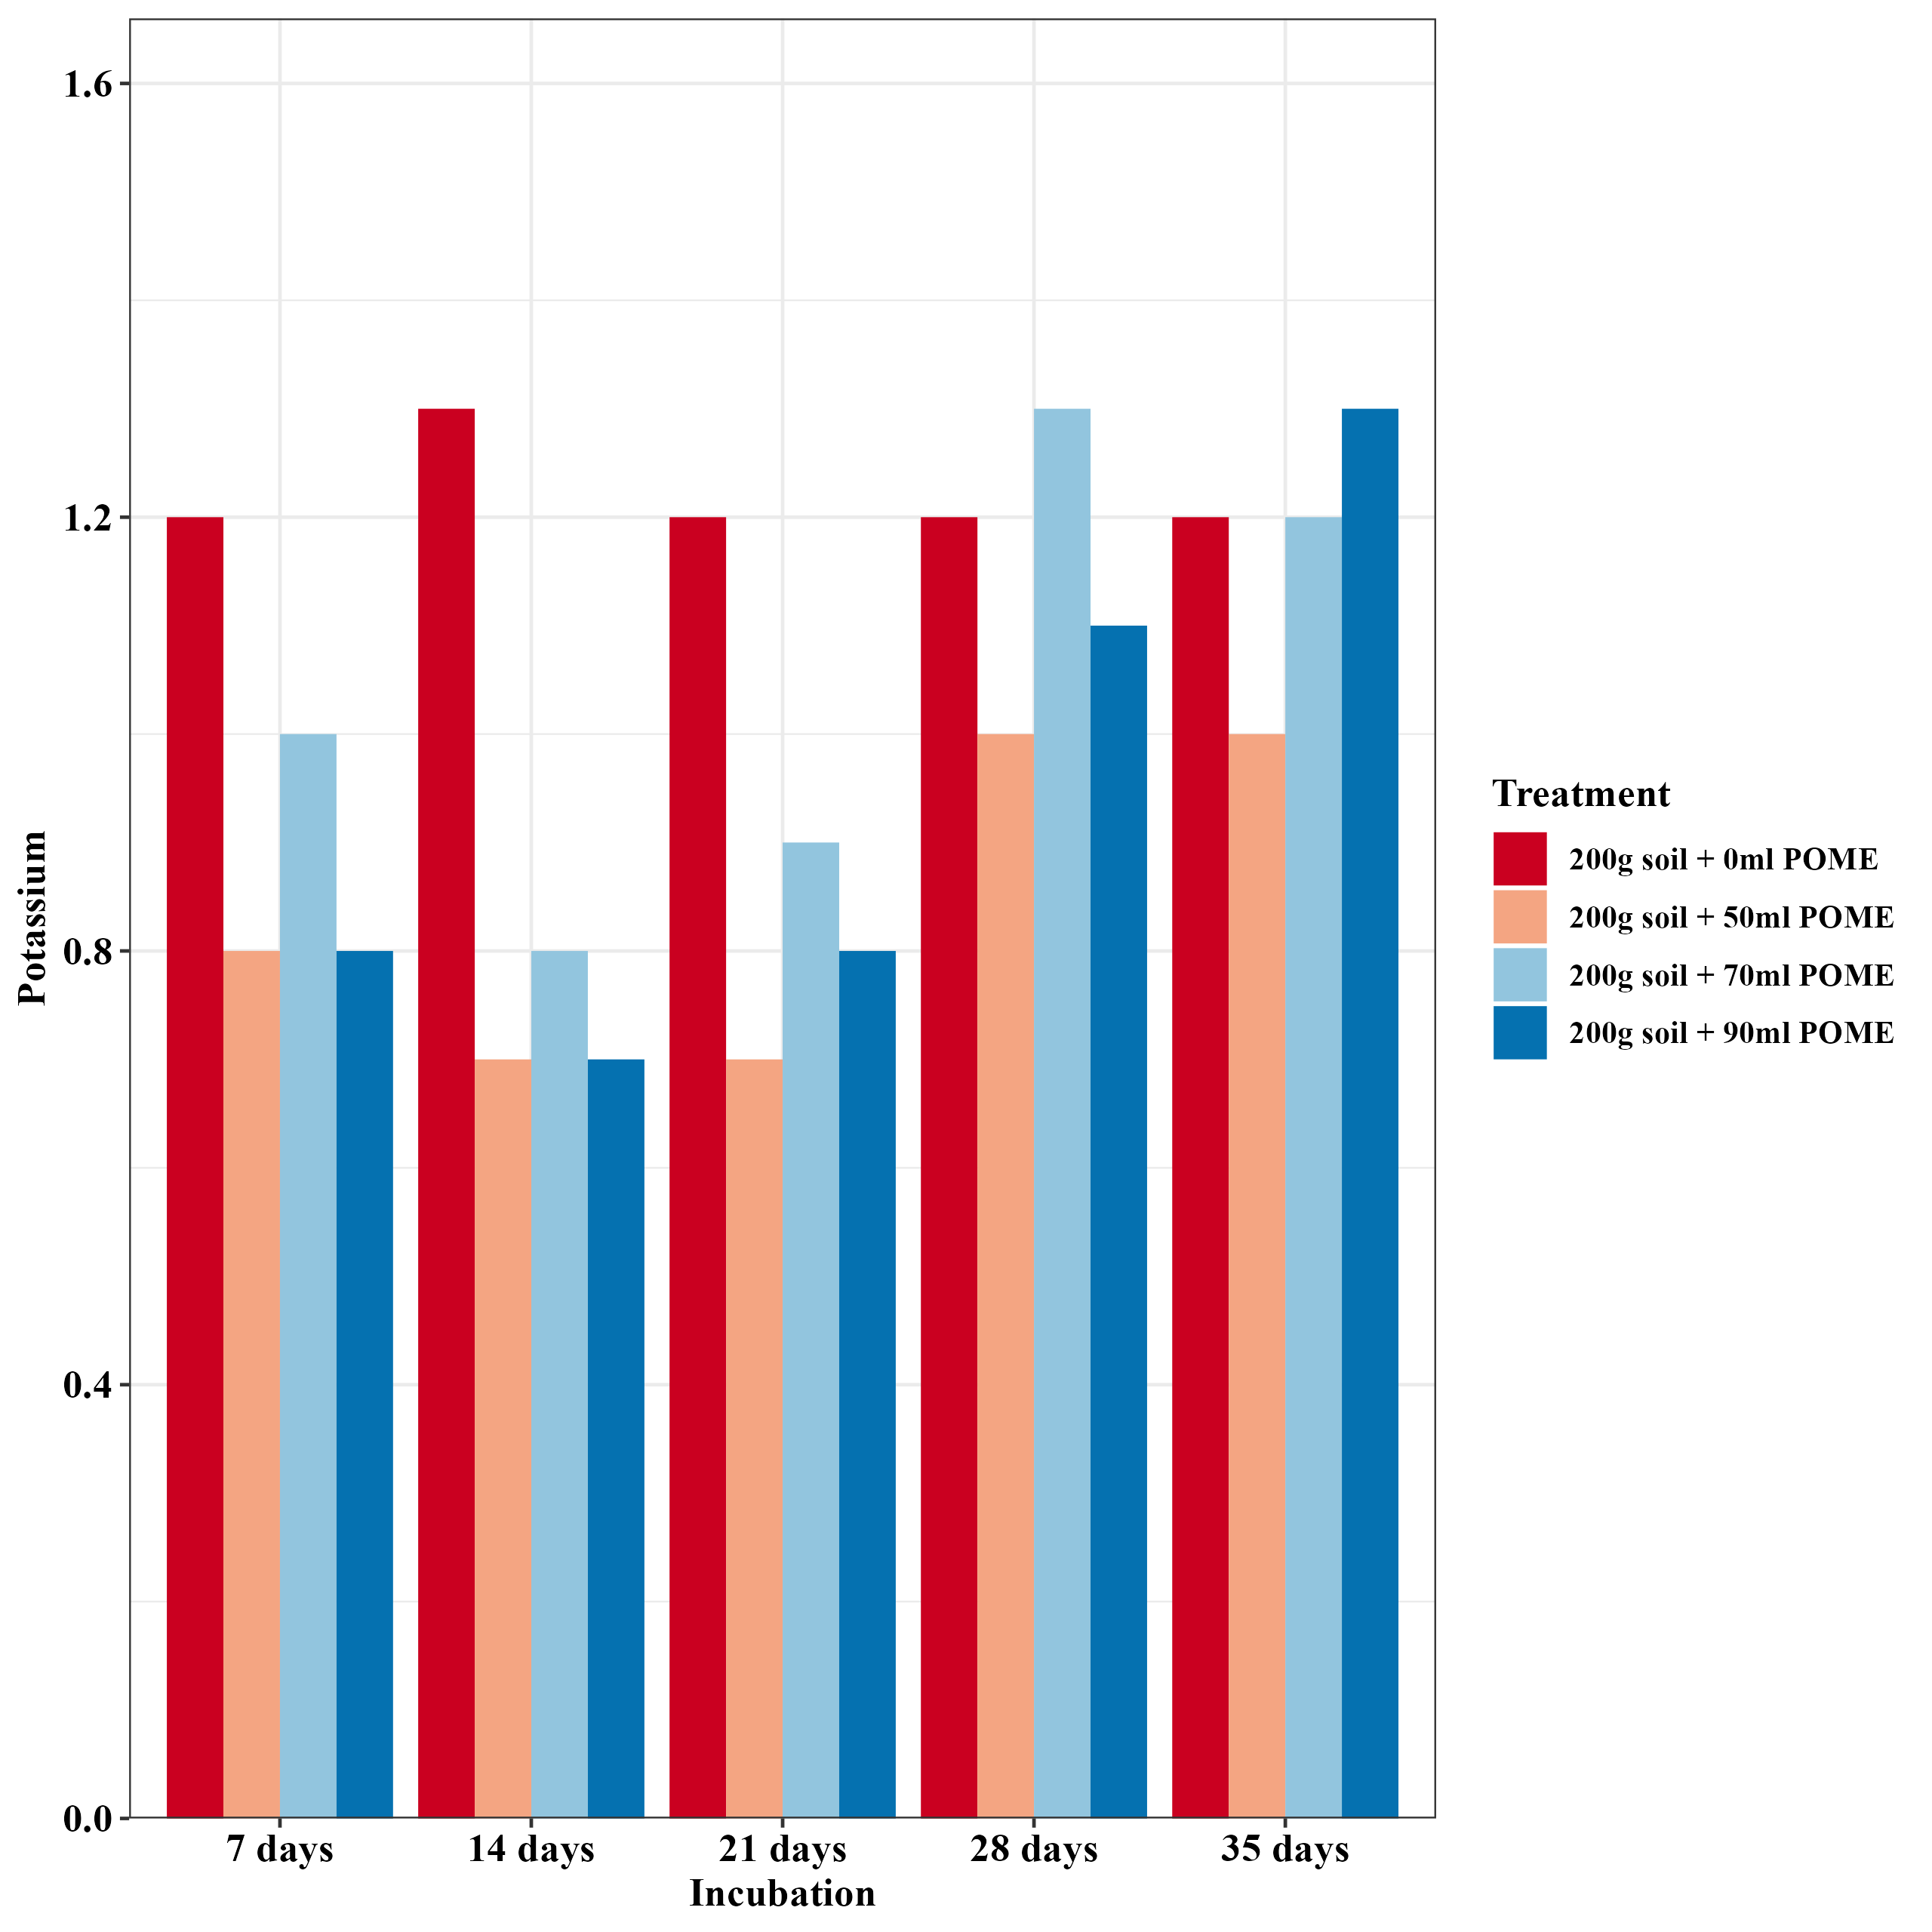 1.6
1.2
0.8
0.4
0.0
Potassium
7 days
14 days
21 days
28 days
35 days
Incubation
Treatment
200g soil + 0ml POME
200g soil + 50ml POME
200g soil + 70ml POME
200g soil + 90ml POME